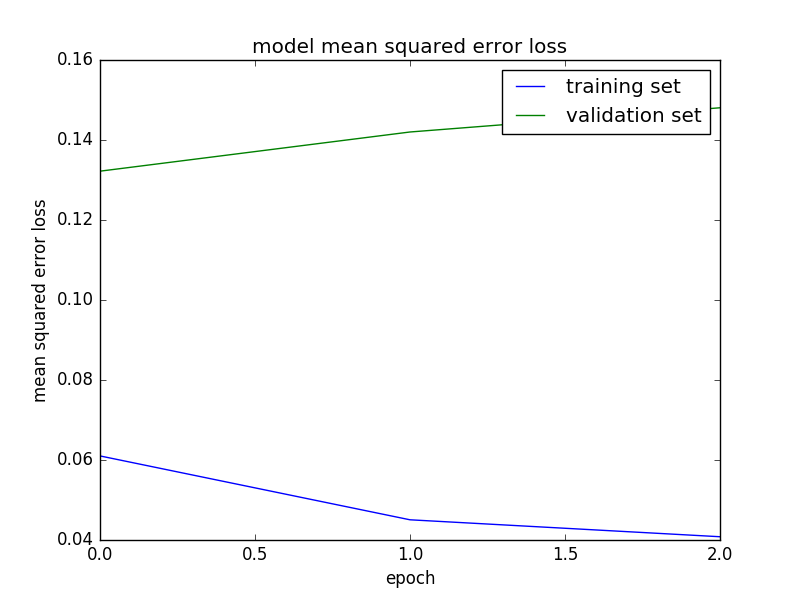 model mean squared error loss
training set
validation set
0.16
0.14
0.12
0.10
0.08
0.06
0.04
mean squared error loss
0.0
0.5
1.0
1.5
2.0
epoch